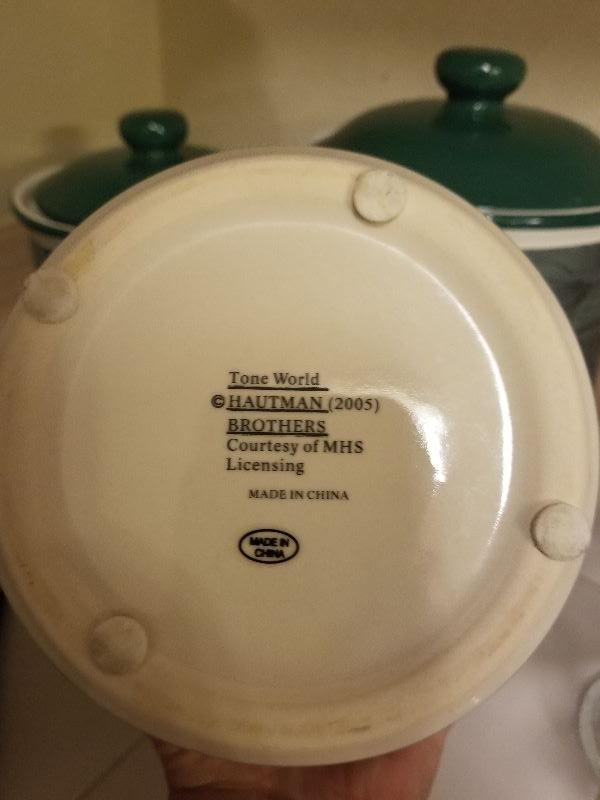 Tone World
© HAUTMAN (2005)
BROTHERS
Courtesy of MHS
Licensing
MADE IN CHINA
MADE IN
CHINA